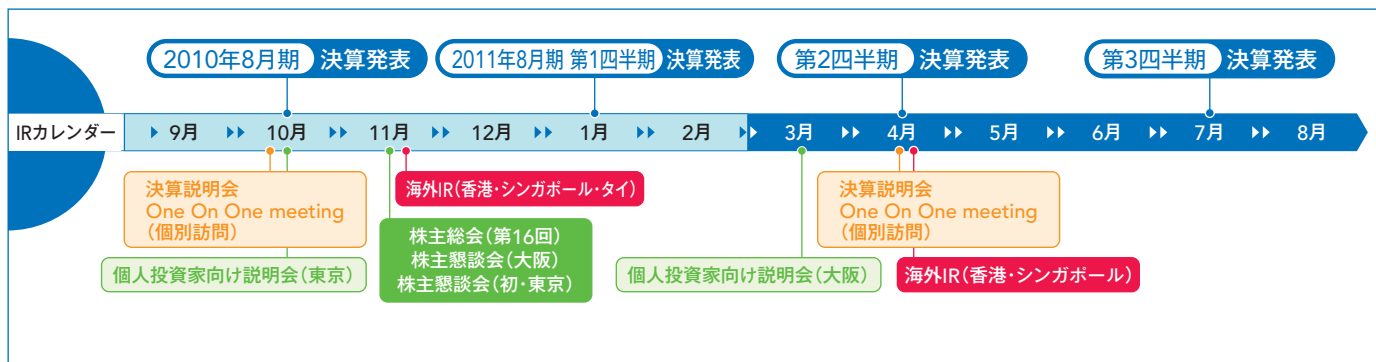 2010年8月期 決算発表
2011年8月期 第1四半期 決算発表
第2四半期 決算発表
第3四半期 決算発表
IRカレンダー 9月 10月 11月 12月 1月 2月 3月 4月 5月 6月 7月 8月
決算説明会
One On One meeting
(個別訪問)
個人投資家向け説明会(東京)
海外IR(香港・シンガポール・タイ)
株主総会(第16回)
株主懇談会(大阪)
株主懇談会(初・東京)
個人投資家向け説明会(大阪)
決算説明会
One On One meeting
(個別訪問)
海外IR(香港・シンガポール)